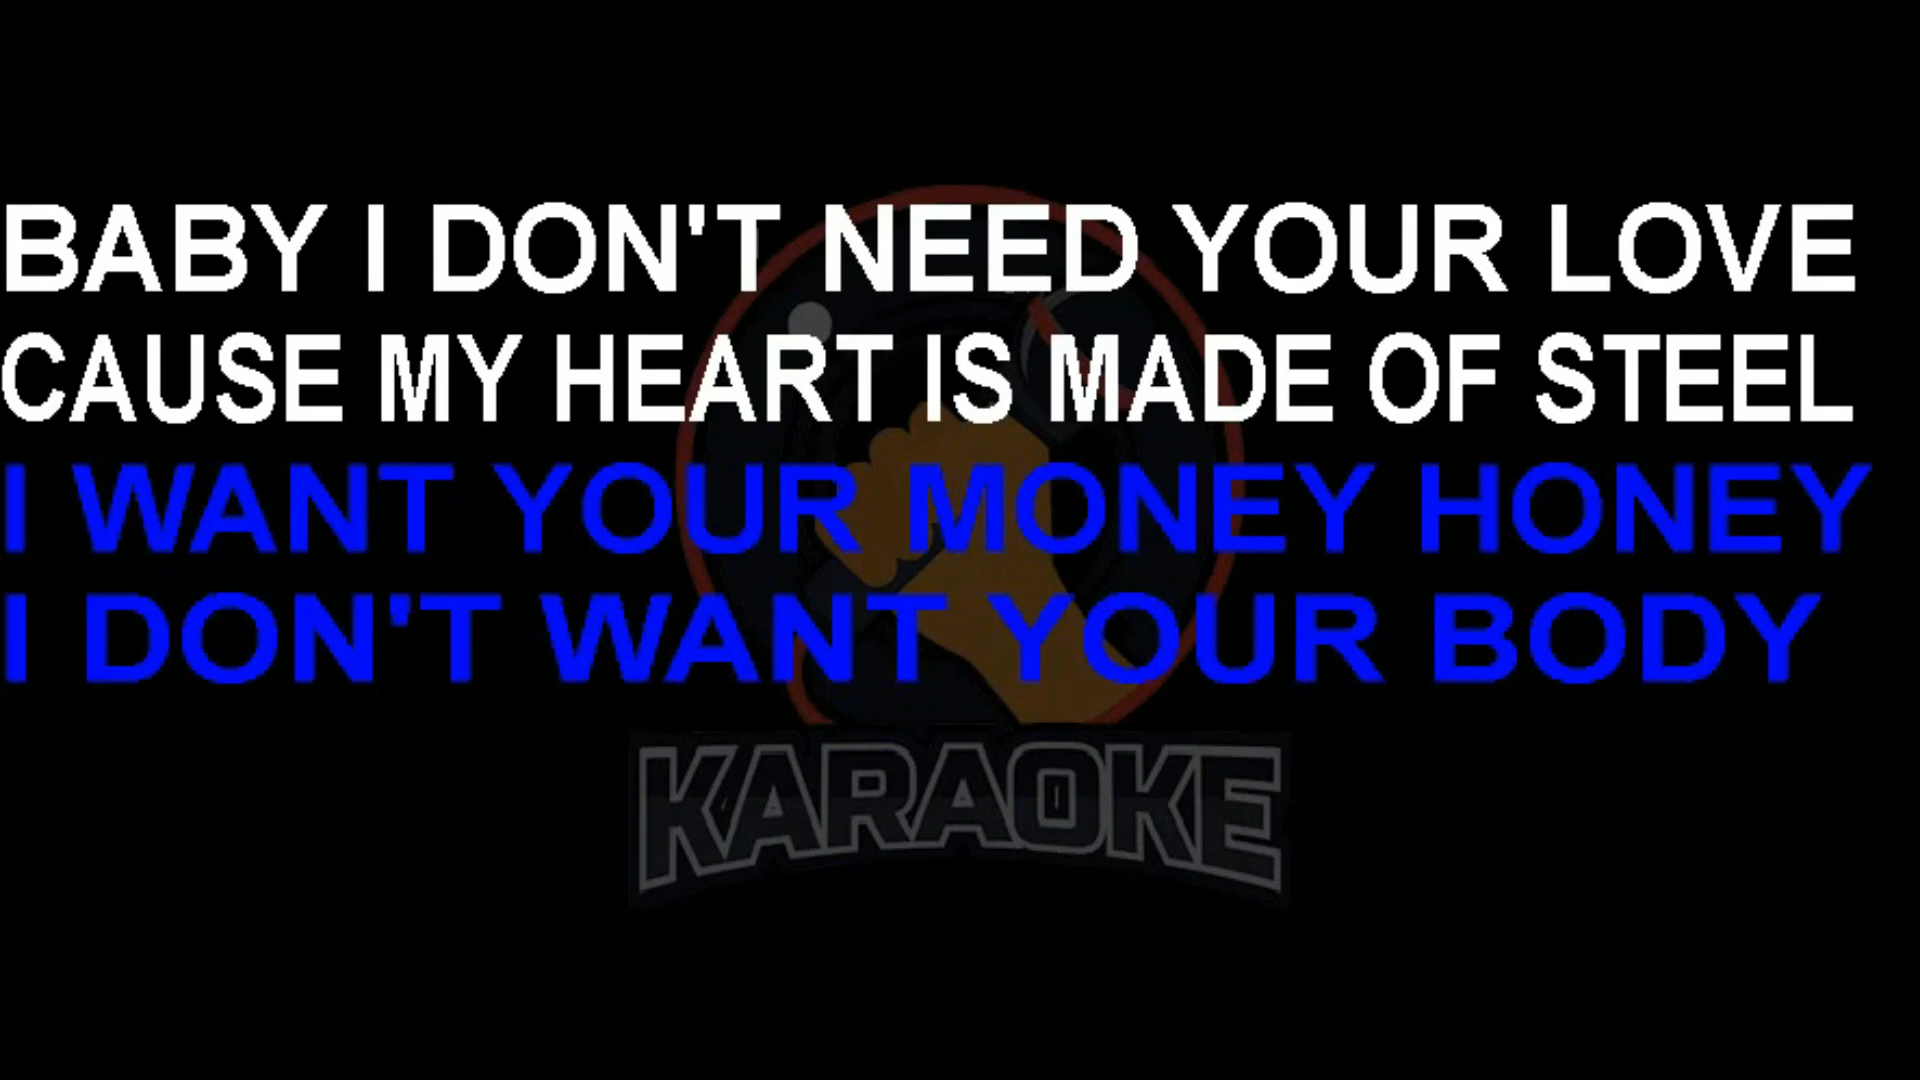 BABY I DON'T NEED YOUR LOVE
CAUSE MY HEART IS MADE OF STEEL
I WANT YOUR MONEY HONEY
I DON'T WANT YOUR BODY
KARAOKE